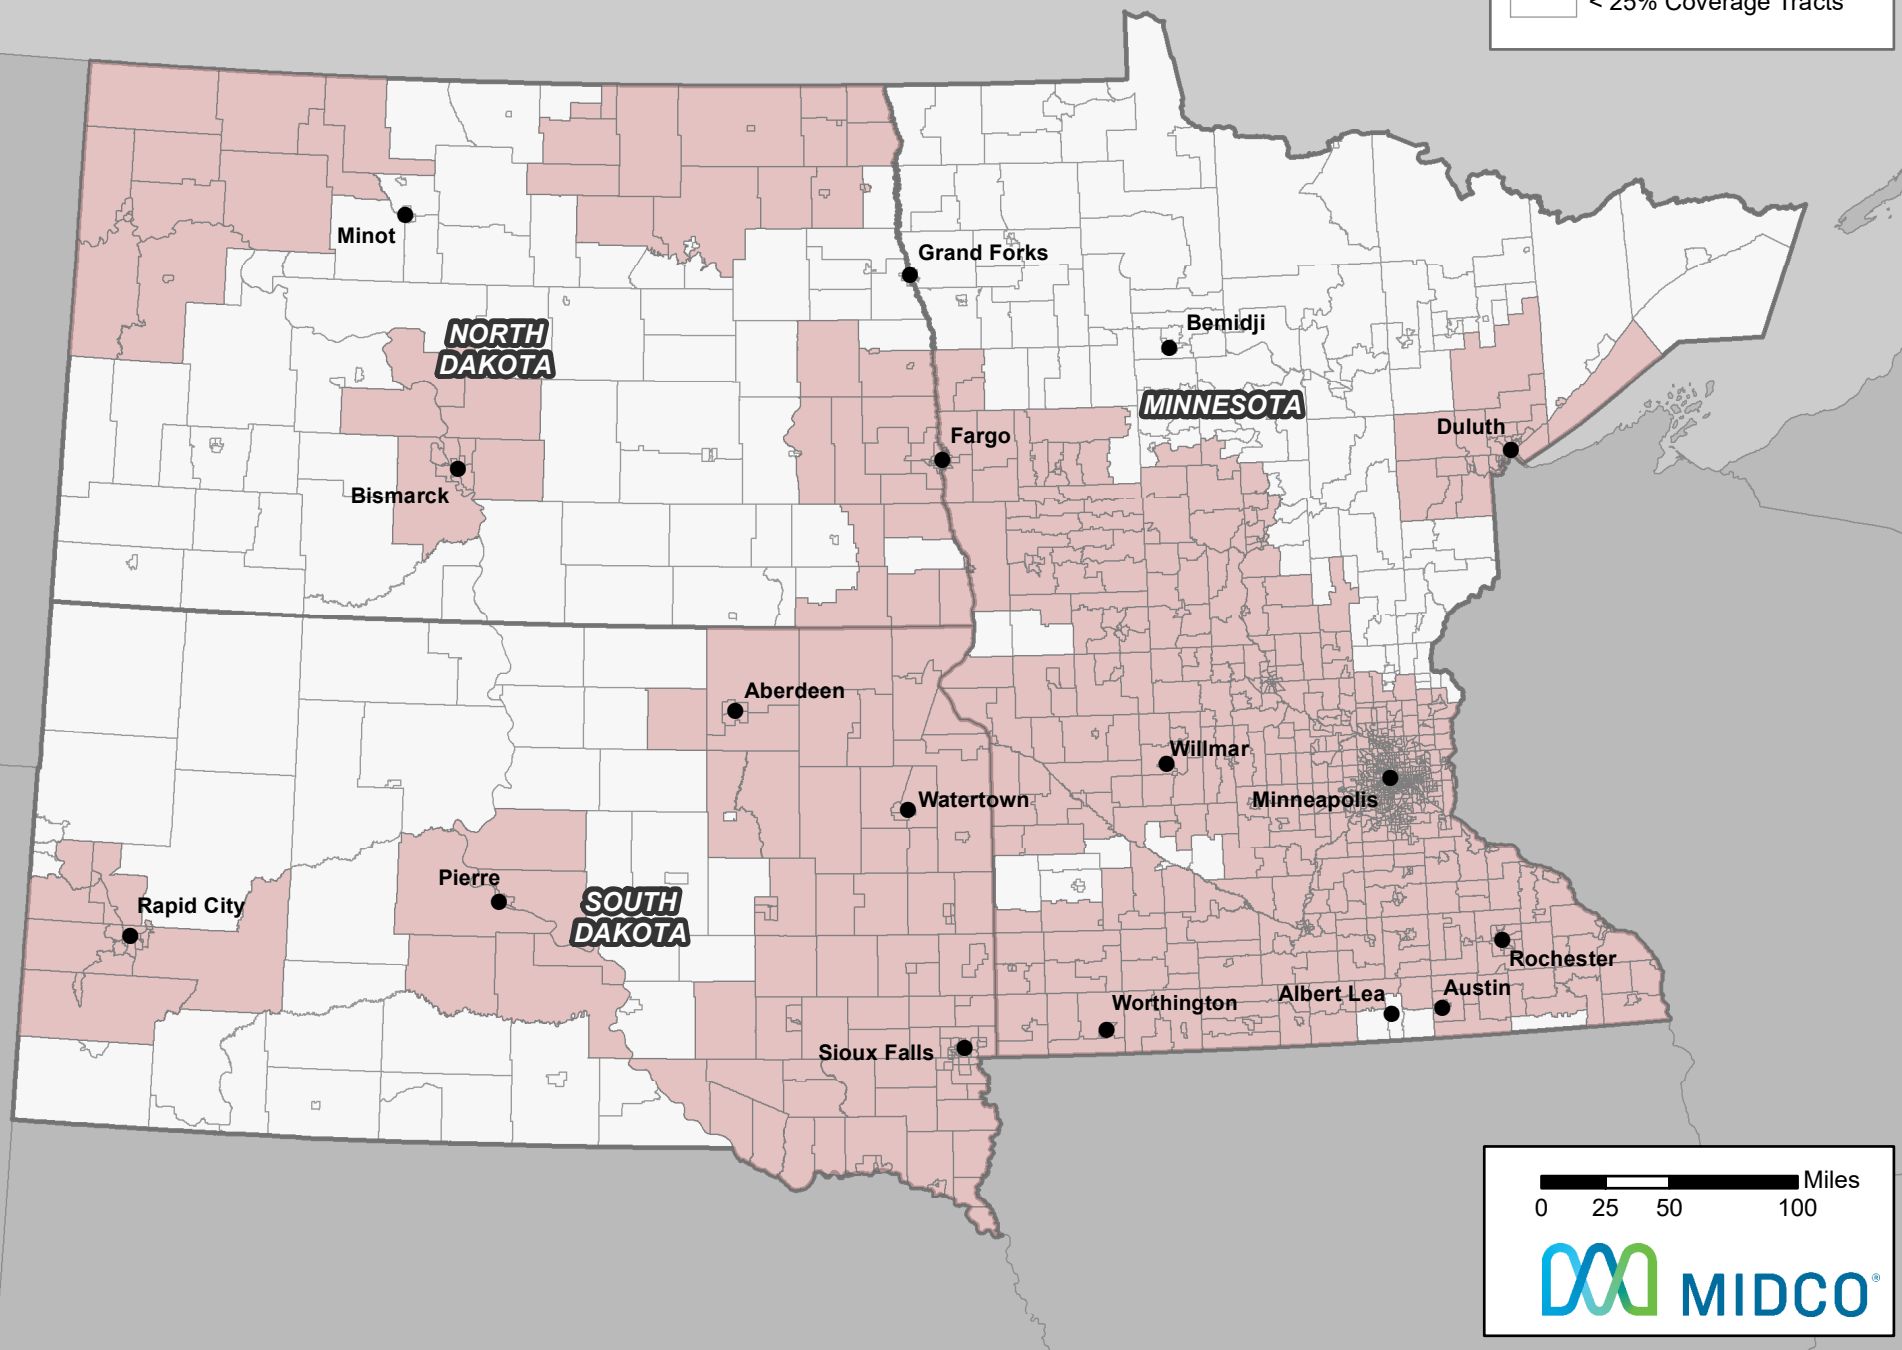 < 25% Coverage Tracts
Minot
Grand Forks
NORTH
DAKOTA
Bemidji
MINNESOTA
Fargo
Duluth
Bismarck
Aberdeen
Willmar
Watertown
Minneapolis
Pierre
SOUTH
DAKOTA
Rapid City
Rochester
Worthington
Albert Lea
Austin
Sioux Falls
Miles
0 25 50 100
MIDCO®